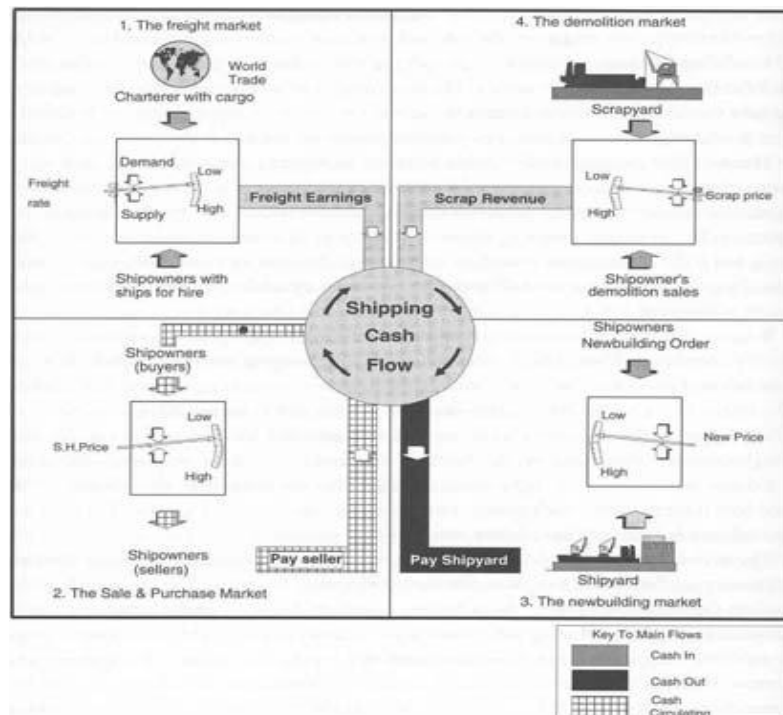 1. The freight market
World
Trade
Charterer with cargo
Demand
Low
Freight
rate
Supply
High
Freight Earnings
Shipowners with
ships for hire
4. The demolition market
Scrapyard
Low
Scrap price
High
Scrap Revenue
Shipowner's
demolition sales
Shipping
Cash
Flow
Shipowners
(buyers)
Low
S.H.Price
High
Shipowners
(sellers)
Pay seller
2. The Sale & Purchase Market
Shipowners
Newbuilding Order
Low
New Price
High
Pay Shipyard
Shipyard
3. The newbuilding market
Key To Main Flows
Cash In
Cash Out
Cash
Circulating